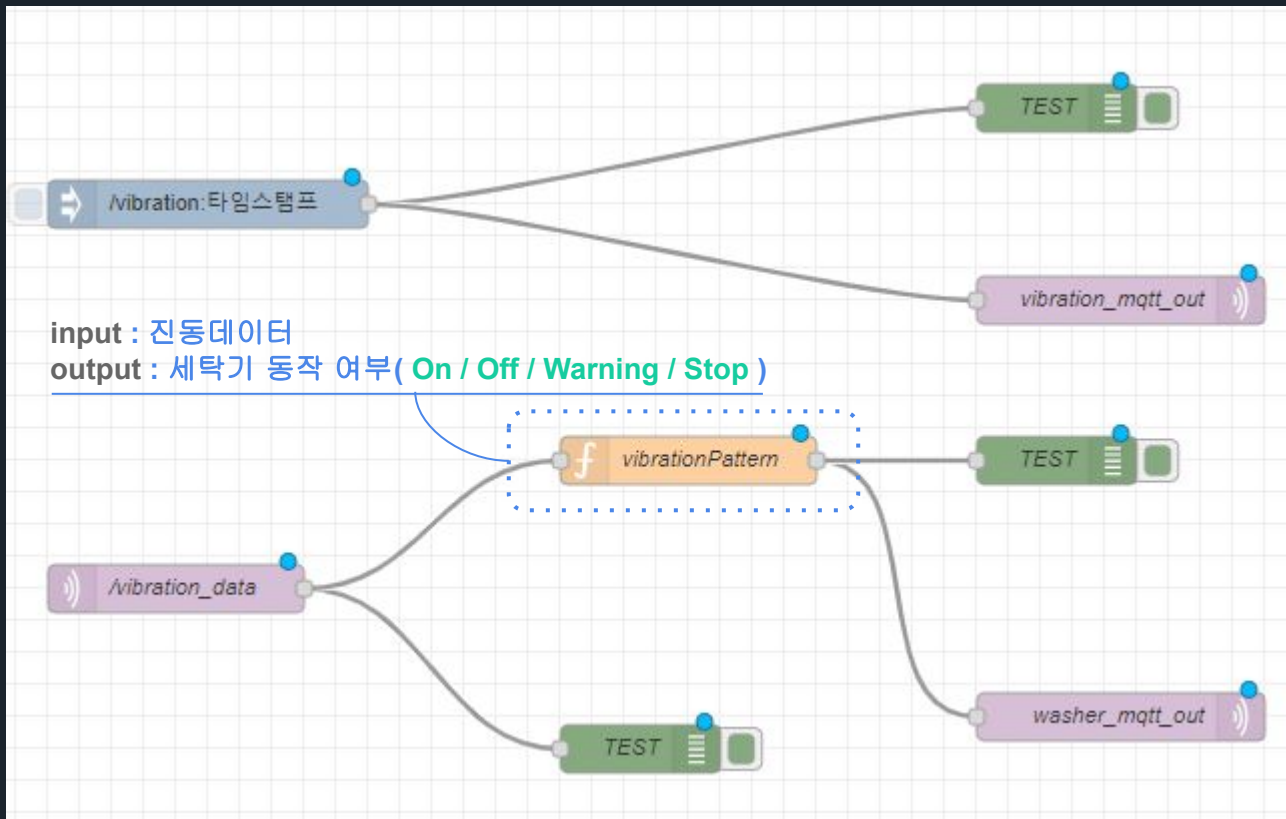 TEST
/vibration:타임스탬프
vibration_mqtt_out
input : 진동데이터
output : 세탁기 동작 여부( On / Off / Warning / Stop )
vibrationPattern
TEST
/vibration_data
washer_mqtt_out
TEST